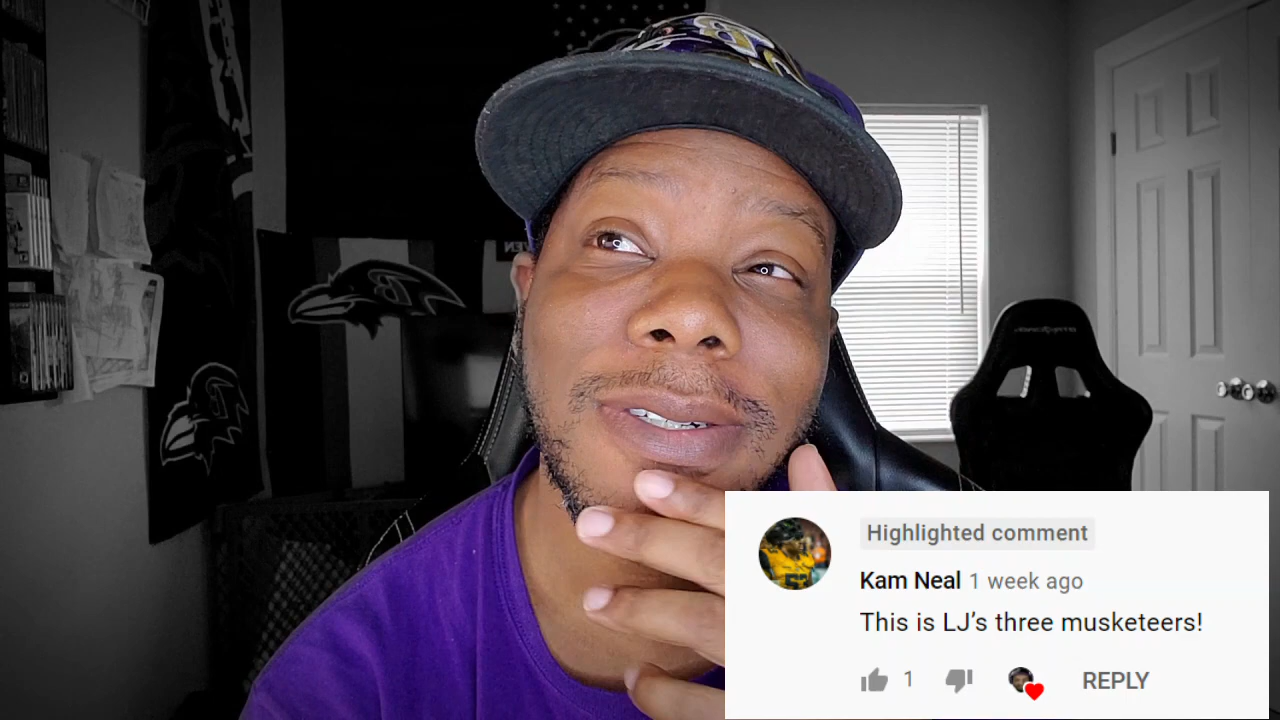 Highlighted comment
Kam Neal 1 week ago
This is LJ’s three musketeers!
1
REPLY